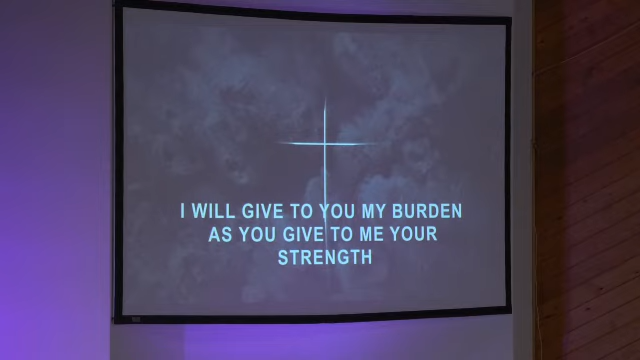 I WILL GIVE TO YOU MY BURDEN
AS YOU GIVE TO ME YOUR
STRENGTH